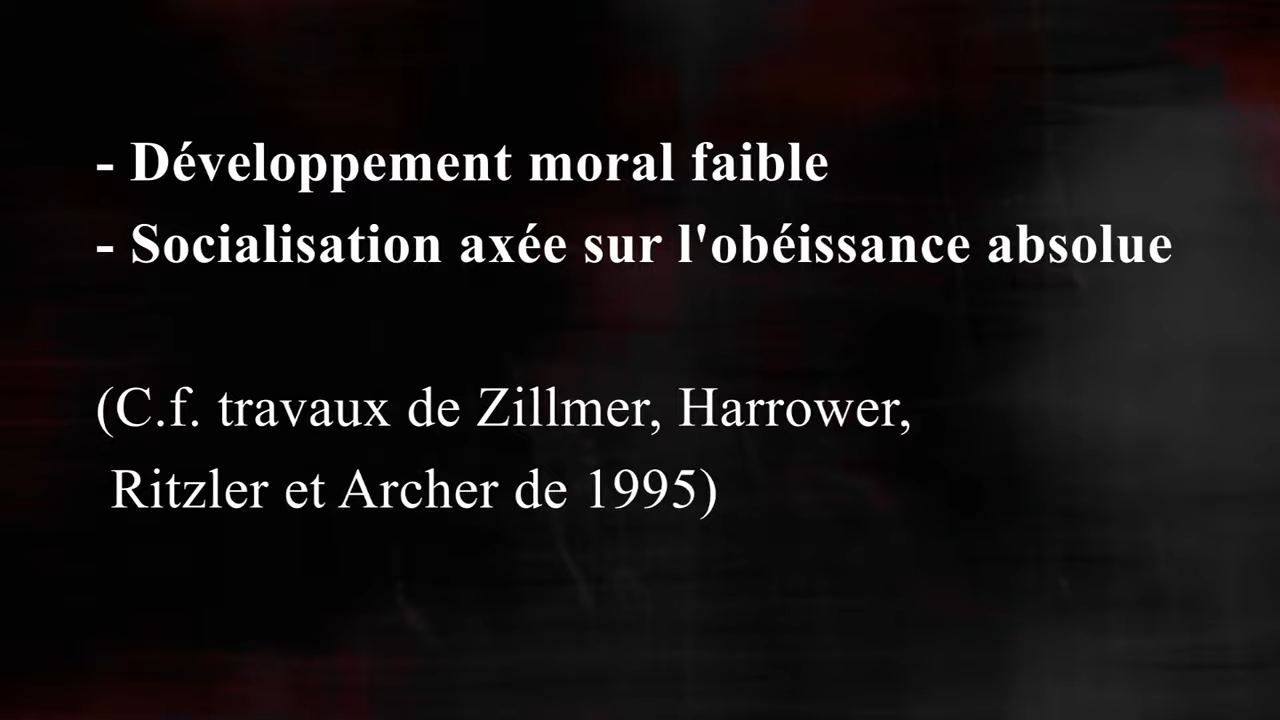 - Développement moral faible
- Socialisation axée sur l'obéissance absolue
(C.f. travaux de Zillmer, Harrower,
Ritzler et Archer de 1995)